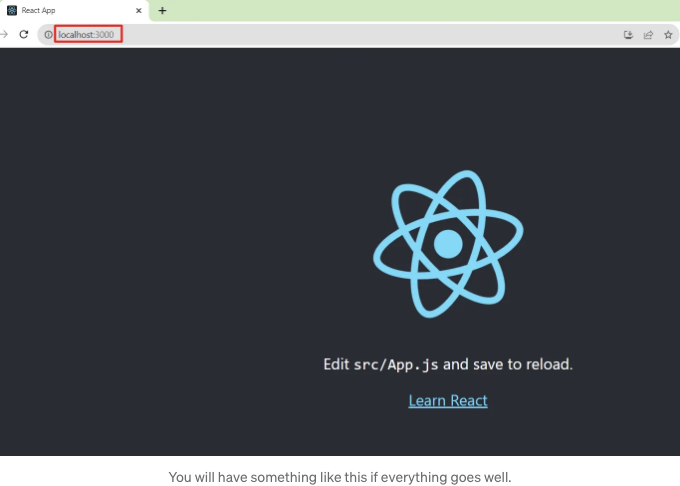 React App
localhost:3000
Edit src/App.js and save to reload.
Learn React
You will have something like this if everything goes well.